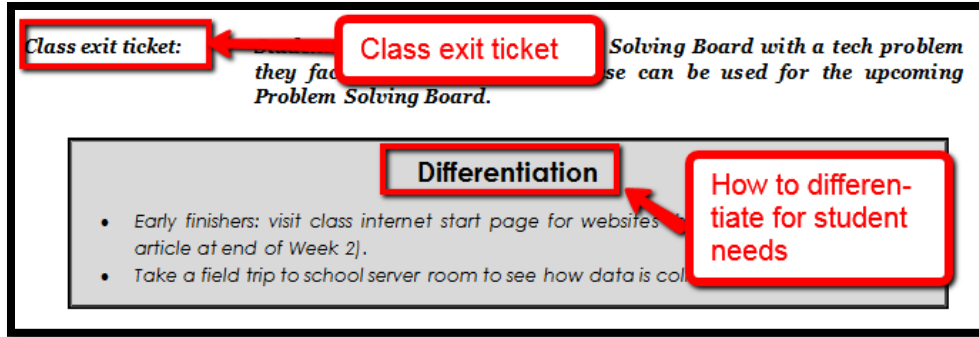 Class exit ticket:
Class exit ticket
Solving Board with a tech problem
they fac se can be used for the upcoming
Problem Solving Board.
Differentiation
How to differen-
tiate for student
needs
• Early finishers: visit class internet start page for websites
article at end of Week 2).
• Take a field trip to school server room to see how data is